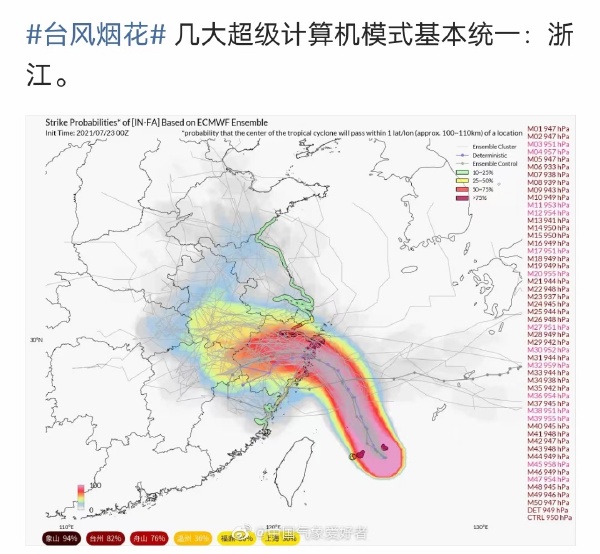 #台风烟花# 几大超级计算机模式基本统一：浙
江。
Strike Probabilities* of [IN-FA] Based on ECMWF Ensemble
Init Time: 2021/07/23 00Z
*probability that the center of the tropical cyclone will pass within 1 lat/lon (approx. 100-110km) of a location
Ensemble Cluster
Deterministic
Ensemble Control
10-25%
25-50%
50-75%
>75%
M01 947 hPa
M02 947 hPa
M03 951 hPa
M04 957 hPa
M05 947 hPa
M06 933 hPa
M07 938 hPa
M08 939 hPa
M09 943 hPa
M10 949 hPa
M11 953 hPa
M12 954 hPa
M13 941 hPa
M14 950 hPa
M15 950 hPa
M16 949 hPa
M17 951 hPa
M18 949 hPa
M19 949 hPa
M20 955 hPa
M21 944 hPa
M22 948 hPa
M23 937 hPa
M24 945 hPa
M25 944 hPa
M26 948 hPa
M27 951 hPa
M28 949 hPa
M29 942 hPa
M30 952 hPa
M31 944 hPa
M32 959 hPa
M33 944 hPa
M34 938 hPa
M35 942 hPa
M36 954 hPa
M37 945 hPa
M38 951 hPa
M39 955 hPa
M40 945 hPa
M41 948 hPa
M42 947 hPa
M43 948 hPa
M44 949 hPa
M45 958 hPa
M46 949 hPa
M47 954 hPa
M48 945 hPa
M49 946 hPa
M50 947 hPa
DET 949 hPa
CTRL 950 hPa
30°N
100
0
110°E
120°E
130°E
象山 94%
台州 82%
舟山 76%
温州 38%
上海 30%
@中国气象爱好者